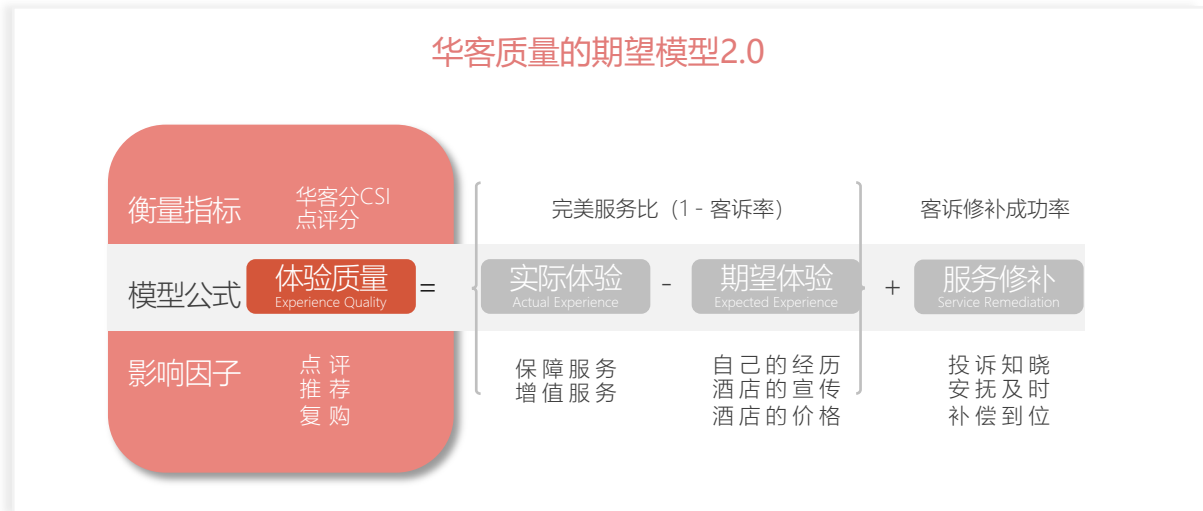 华客质量的期望模型2.0
衡量指标
华客分CSI
点评分
完美服务比（1 - 客诉率）
客诉修补成功率
模型公式
体验质量
Experience Quality
=
实际体验
Actual Experience
-
期望体验
Expected Experience
+
服务修补
Service Remediation
影响因子
点 评
推 荐
复 购
保 障 服 务
增 值 服 务
自 己 的 经 历
酒 店 的 宣 传
酒 店 的 价 格
投 诉 知 晓
安 抚 及 时
补 偿 到 位